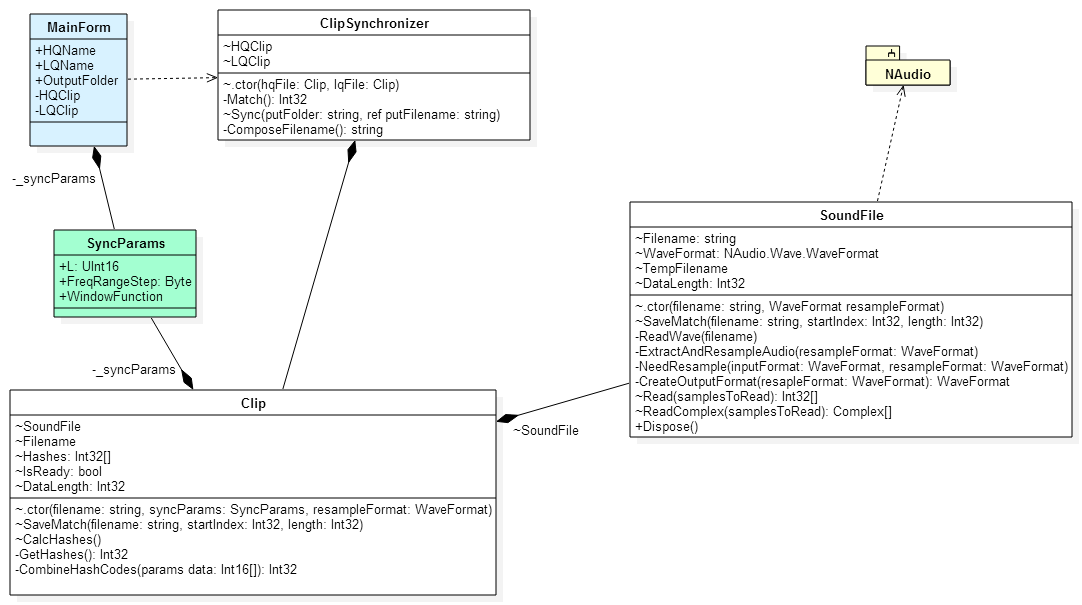 MainForm
+HQName
+LQName
+OutputFolder
-HQClip
-LQClip
ClipSynchronizer
~HQClip
~LQClip
~.ctor(hqFile: Clip, lqFile: Clip)
-Match(): Int32
~Sync(putFolder: string, ref putFilename: string)
-ComposeFilename(): string
NAudio
-_syncParams
SyncParams
+L: UInt16
+FreqRangeStep: Byte
+WindowFunction
-_syncParams
SoundFile
~Filename: string
~WaveFormat: NAudio.Wave.WaveFormat
~TempFilename
~DataLength: Int32
~.ctor(filename: string, WaveFormat resampleFormat)
~SaveMatch(filename: string, startIndex: Int32, length: Int32)
-ReadWave(filename)
-ExtractAndResampleAudio(resampleFormat: WaveFormat)
-NeedResample(inputFormat: WaveFormat, resampleFormat: WaveFormat)
-CreateOutputFormat(resapleFormat: WaveFormat): WaveFormat
~Read(samplesToRead): Int32[]
~ReadComplex(samplesToRead): Complex[]
+Dispose()
~SoundFile
Clip
~SoundFile
~Filename
~Hashes: Int32[]
~IsReady: bool
~DataLength: Int32
~.ctor(filename: string, syncParams: SyncParams, resampleFormat: WaveFormat)
~SaveMatch(filename: string, startIndex: Int32, length: Int32)
~CalcHashes()
-GetHashes(): Int32
-CombineHashCodes(params data: Int16[]): Int32